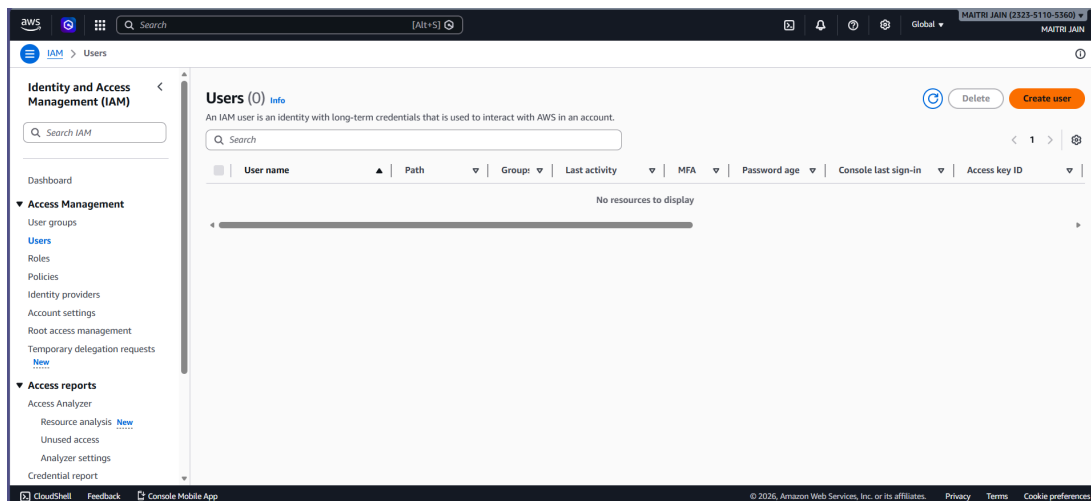 aws
Search [Alt+S]
Global
MAITRI JAIN (2323-5110-5360)
MAITRI JAIN
IAM > Users
Identity and Access Management (IAM)
Search IAM
Dashboard
Access Management
User groups
Users
Roles
Policies
Identity providers
Account settings
Root access management
Temporary delegation requests
New
Access reports
Access Analyzer
Resource analysis New
Unused access
Analyzer settings
Credential report
Users (0) Info
Delete Create user
An IAM user is an identity with long-term credentials that is used to interact with AWS in an account.
Search
1
User name Path Group: Last activity MFA Password age Console last sign-in Access key ID
No resources to display
CloudShell Feedback Console Mobile App
© 2026, Amazon Web Services, Inc. or its affiliates. Privacy Terms Cookie preferences